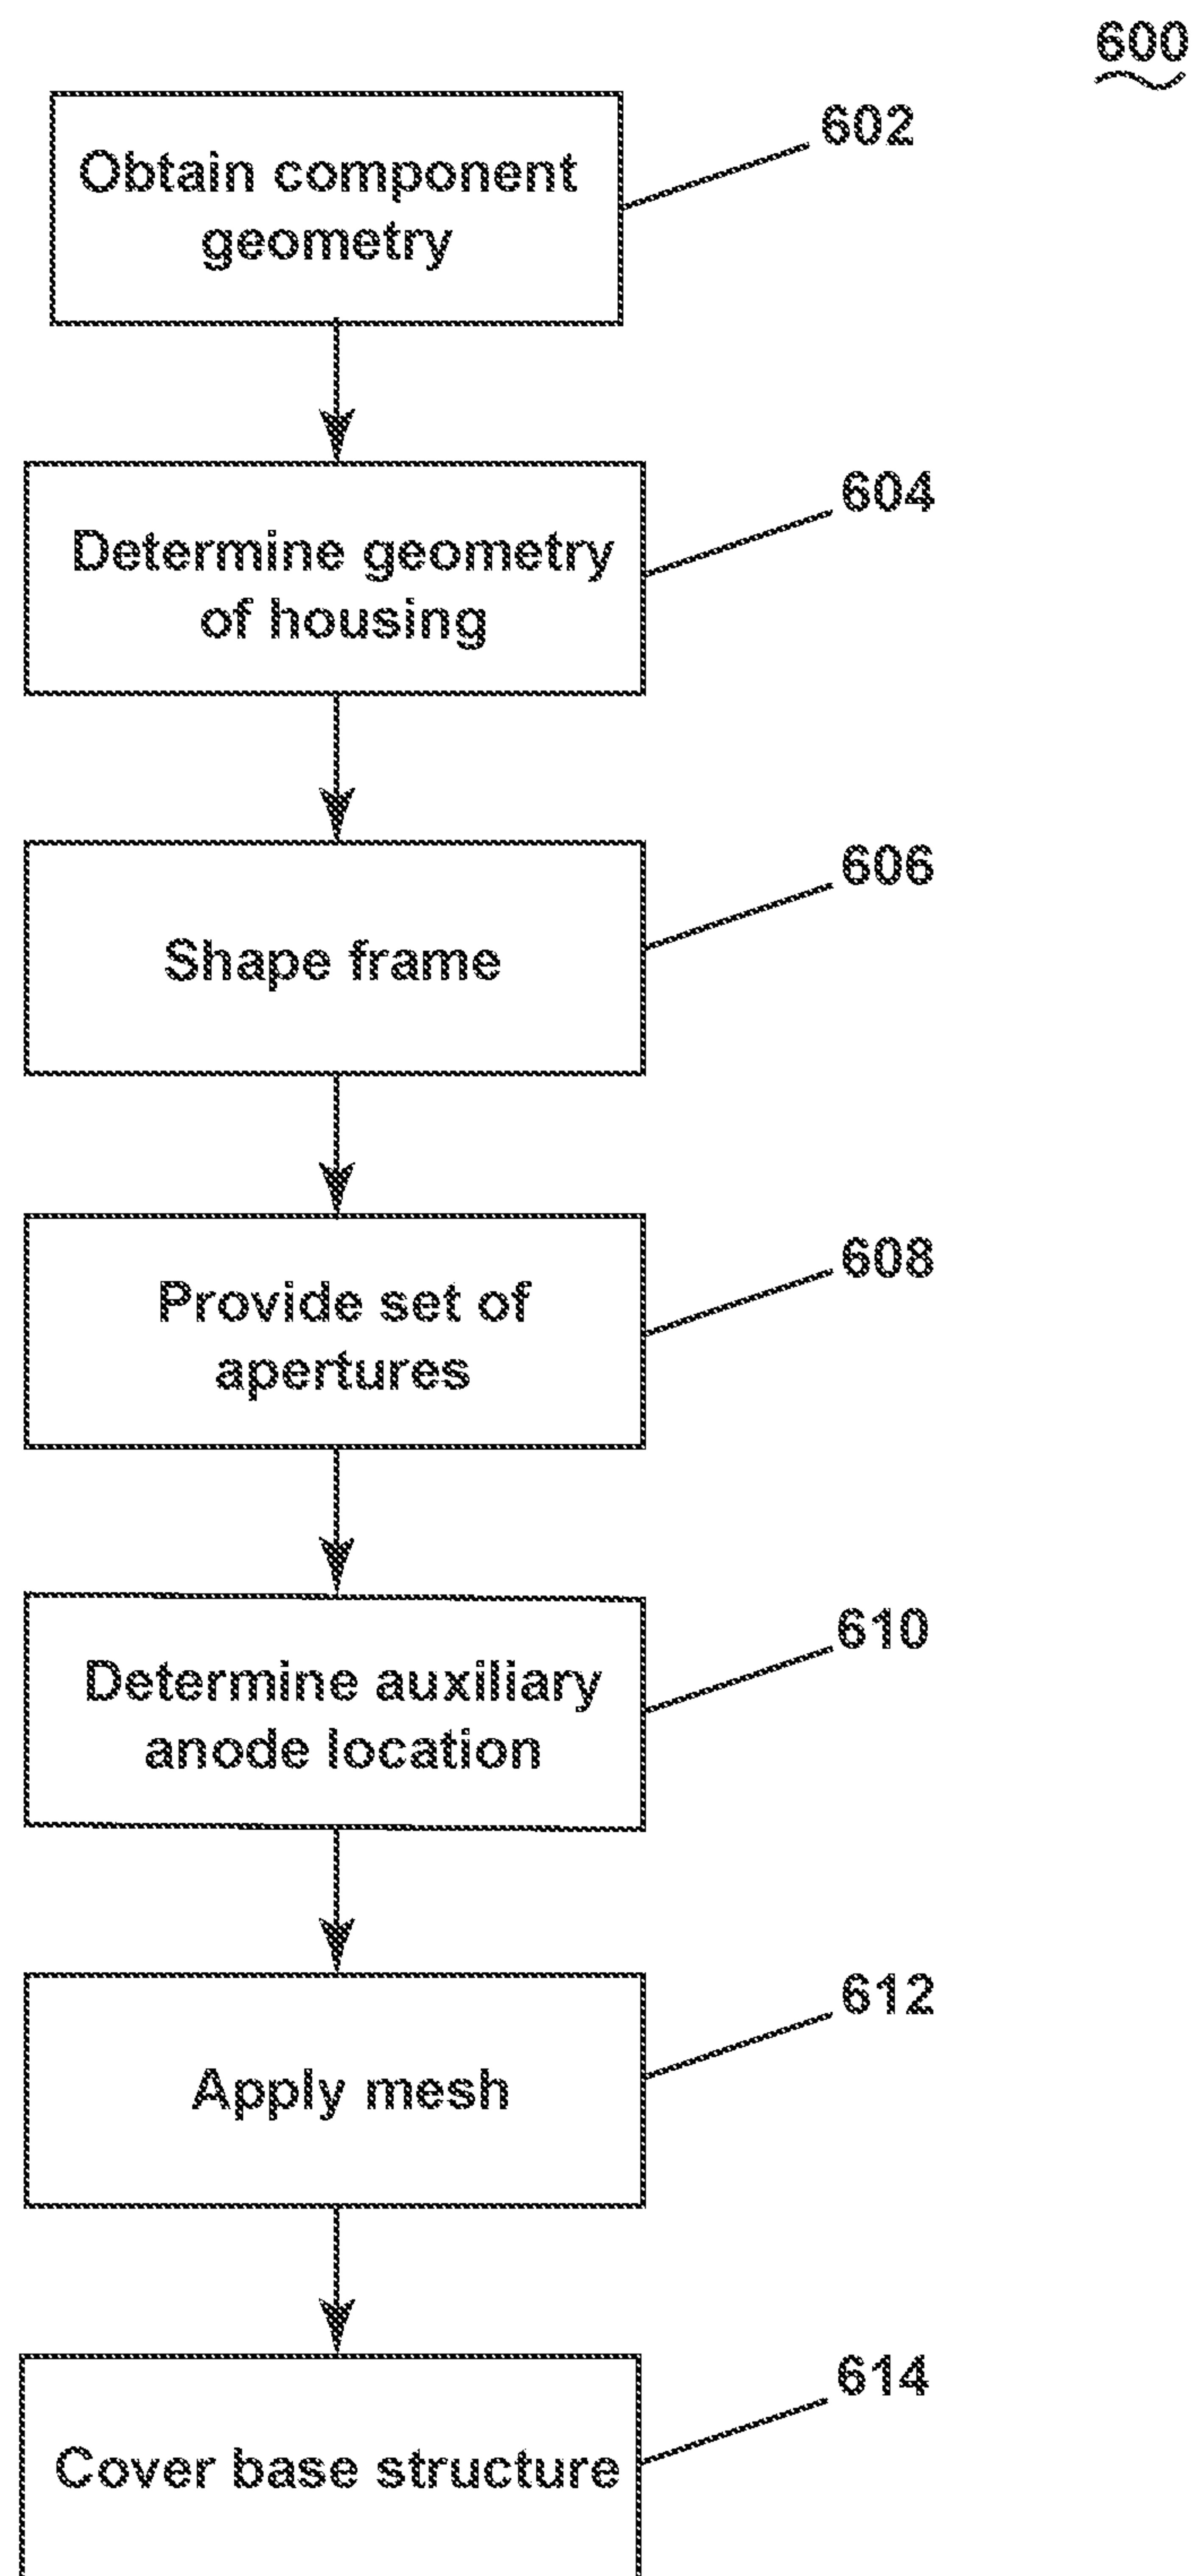 600
602
Obtain component
geometry
604
Determine geometry
of housing
606
Shape frame
608
Provide set of
apertures
610
Determine auxiliary
anode location
612
Apply mesh
614
Cover base structure